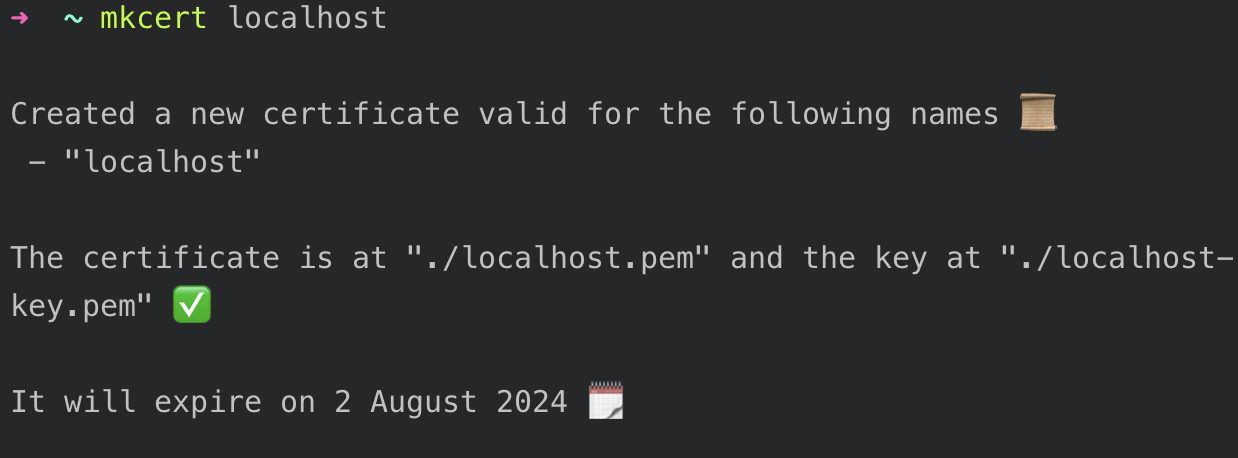 ➜  ~ mkcert localhost
Created a new certificate valid for the following names 📜
 - "localhost"
The certificate is at "./localhost.pem" and the key at "./localhost-
key.pem" ✅
It will expire on 2 August 2024 🗓